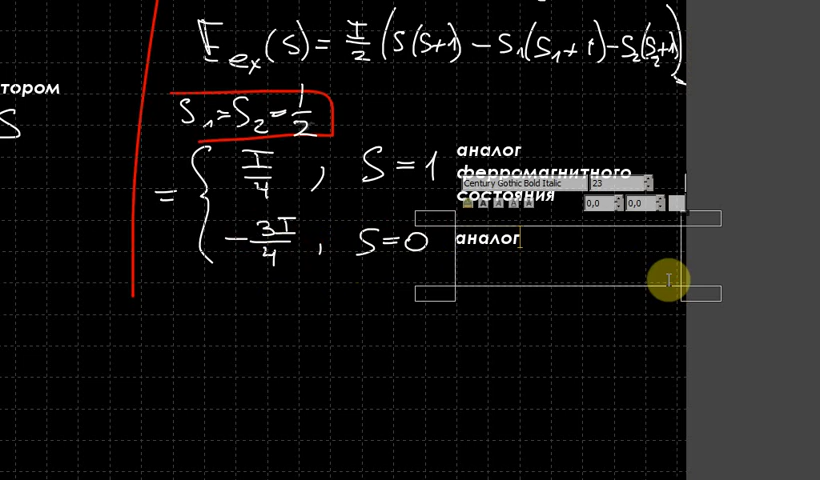 E_ex(S) = I/2 (S(S+1) − S₁(S₁+1) − S₂(S₂+1))
тором
S
S₁=S₂=1/2
= { I/4 , S=1
аналог
ферромагнитного
состояния
Century Gothic Bold Italic 23
0,0 0,0
−3I/4 , S=0
аналог